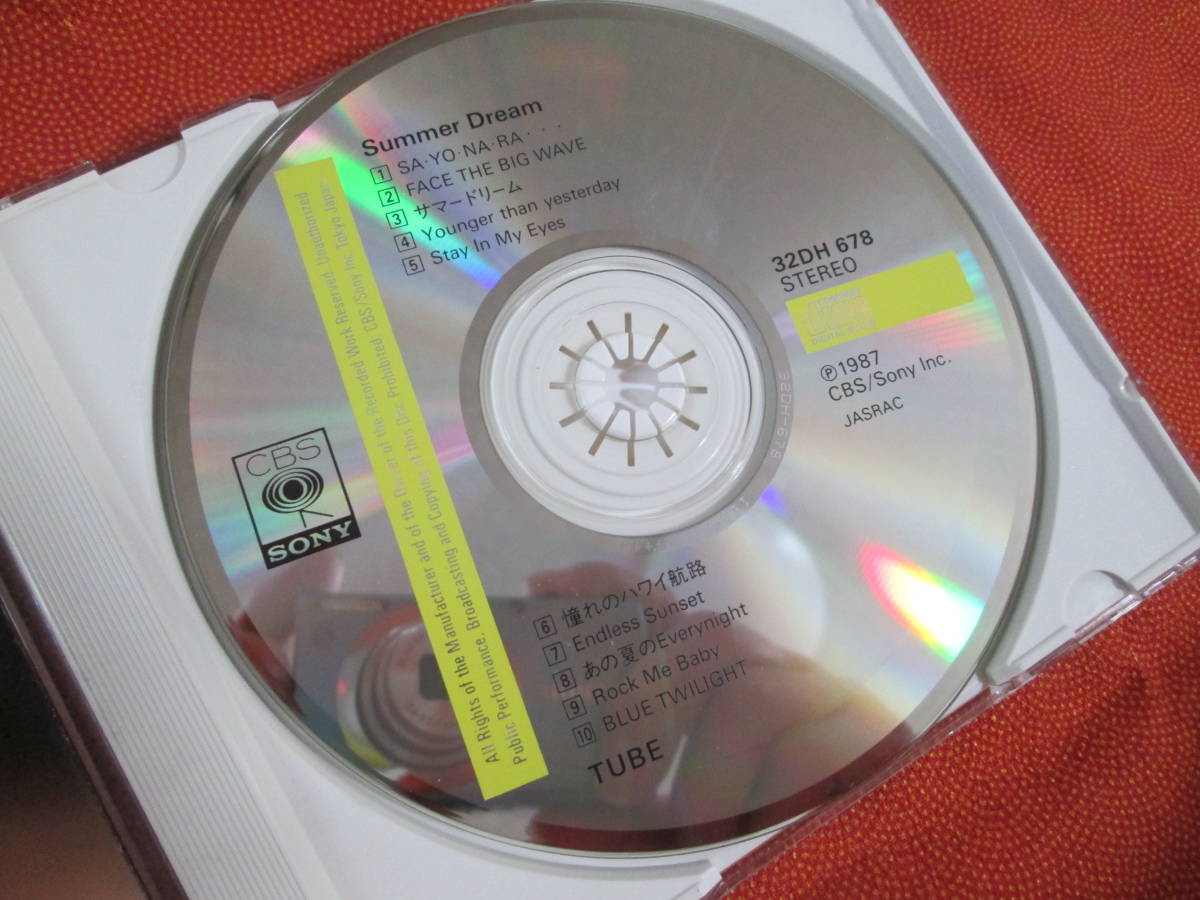 Summer Dream
1 SA·YO·NA·RA···
2 FACE THE BIG WAVE
3 サマードリーム
4 Younger than yesterday
5 Stay In My Eyes
32DH 678
STEREO
DIGITAL AUDIO
℗1987
CBS/Sony Inc.
JASRAC
32DH-678
All Rights of the Manufacturer and of the Owner of the Recorded Work Reserved. Unauthorized
Public Performance, Broadcasting and Copying of this Disc Prohibited. CBS/Sony Inc. Tokyo Japan
CBS
SONY
6 憧れのハワイ航路
7 Endless Sunset
8 あの夏のEverynight
9 Rock Me Baby
10 BLUE TWILIGHT
TUBE